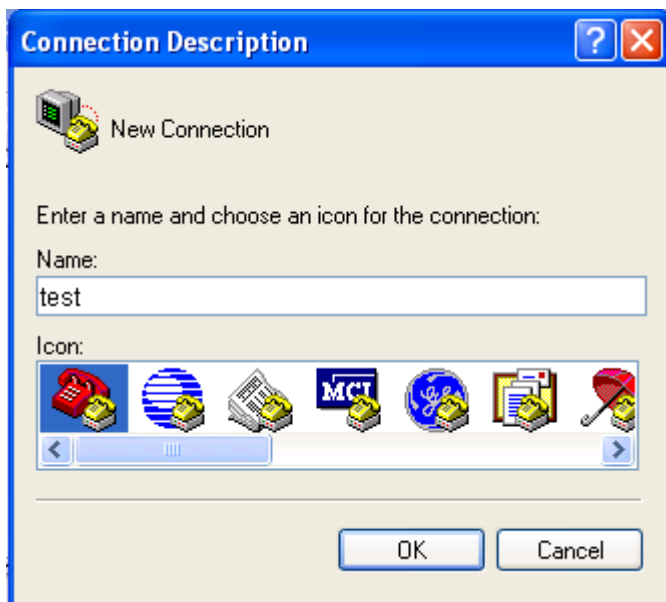 Connection Description
New Connection
Enter a name and choose an icon for the connection:
Name:
test
Icon:
MCI
OK
Cancel